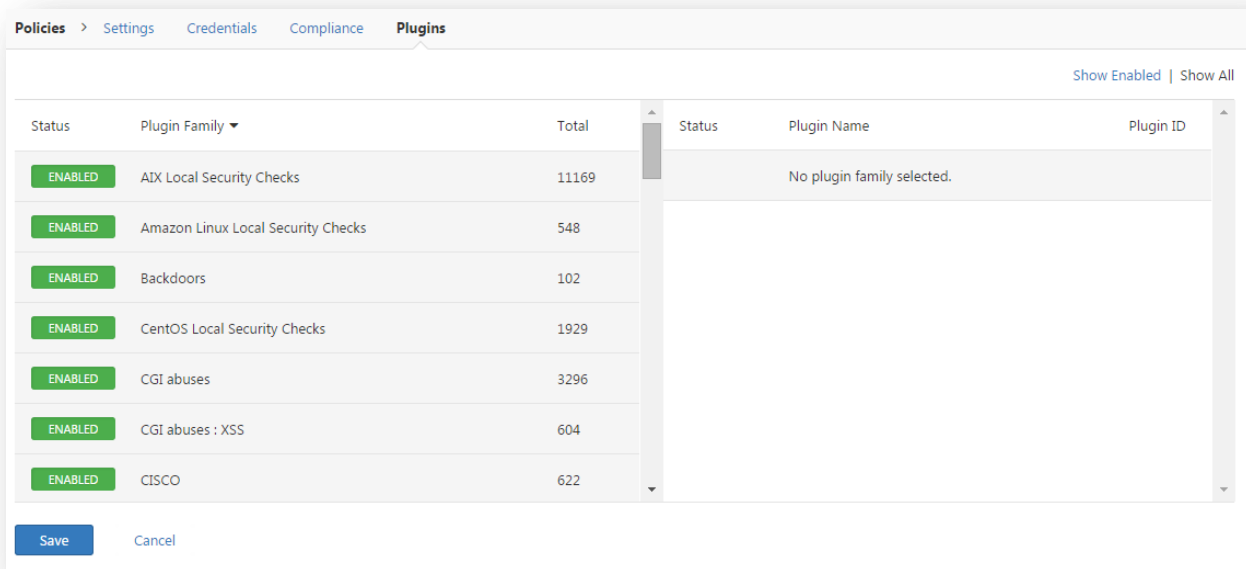 Policies > Settings Credentials Compliance Plugins
Show Enabled | Show All
Status Plugin Family Total Status Plugin Name Plugin ID
ENABLED AIX Local Security Checks 11169 No plugin family selected.
ENABLED Amazon Linux Local Security Checks 548
ENABLED Backdoors 102
ENABLED CentOS Local Security Checks 1929
ENABLED CGI abuses 3296
ENABLED CGI abuses : XSS 604
ENABLED CISCO 622
Save Cancel